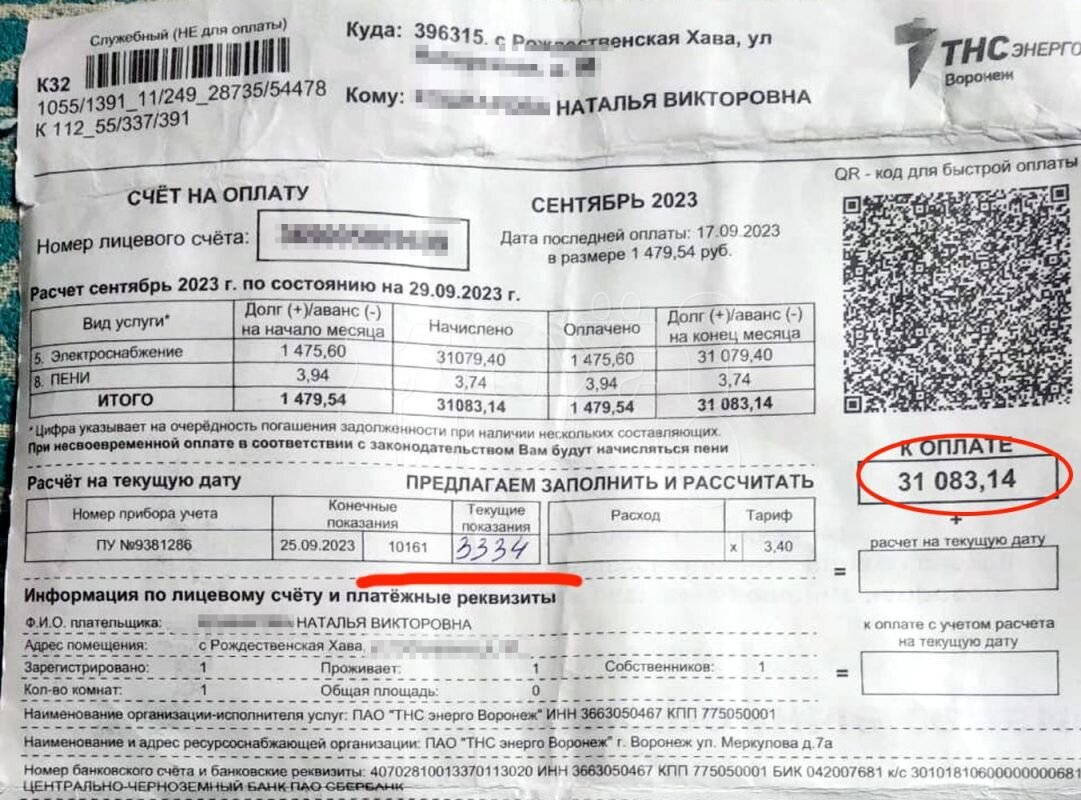 Служебный (НЕ для оплаты)
К32
1055/1391_11/249_28735/54478
К 112_55/337/391
Куда: 396315, с Рождественская Хава, ул
Кому: НАТАЛЬЯ ВИКТОРОВНА
ТНС энерго
Воронеж
QR - код для быстрой оплаты
СЧЁТ НА ОПЛАТУ
СЕНТЯБРЬ 2023
Номер лицевого счёта:
Дата последней оплаты: 17.09.2023
в размере 1 479,54 руб.
Расчет сентябрь 2023 г. по состоянию на 29.09.2023 г.
Вид услуги* Долг (+)/аванс (-) на начало месяца Начислено Оплачено Долг (+)/аванс (-) на конец месяца
5. Электроснабжение 1 475,60 31079,40 1 475,60 31 079,40
8. ПЕНИ 3,94 3,74 3,94 3,74
ИТОГО 1 479,54 31083,14 1 479,54 31 083,14
*Цифра указывает на очерёдность погашения задолженности при наличии нескольких составляющих.
При несвоевременной оплате в соответствии с законодательством Вам будут начисляться пени
К ОПЛАТЕ
31 083,14
+
Расчёт на текущую дату ПРЕДЛАГАЕМ ЗАПОЛНИТЬ И РАССЧИТАТЬ
Номер прибора учета Конечные показания Текущие показания Расход Тариф
ПУ №9381286 25.09.2023 10161 3334 х 3,40
расчет на текущую дату
=
Информация по лицевому счёту и платёжные реквизиты
Ф.И.О. плательщика: НАТАЛЬЯ ВИКТОРОВНА
Адрес помещения: с Рождественская Хава,
Зарегистрировано: 1 Проживает: 1 Собственников: 1
Кол-во комнат: 1 Общая площадь: 0
к оплате с учетом расчета
на текущую дату
=
Наименование организации-исполнителя услуг: ПАО "ТНС энерго Воронеж" ИНН 3663050467 КПП 775050001
Наименование и адрес ресурсоснабжающей организации: ПАО "ТНС энерго Воронеж" г. Воронеж ул. Меркулова д.7а
Номер банковского счёта и банковские реквизиты: 40702810013370113020 ИНН 3663050467 КПП 775050001 БИК 042007681 к/с 30101810600000000681
ЦЕНТРАЛЬНО-ЧЕРНОЗЕМНЫЙ БАНК ПАО СБЕРБАНК